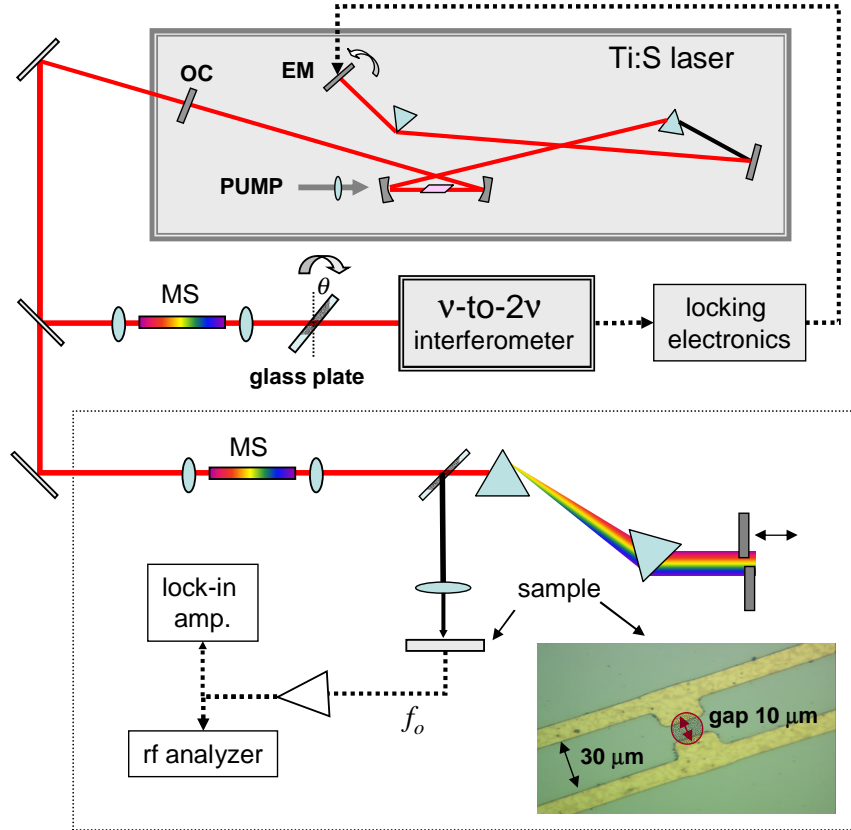 Ti:S laser
OC
EM
PUMP
MS
θ
glass plate
ν-to-2ν
interferometer
locking
electronics
MS
sample
lock-in
amp.
f₀
rf analyzer
gap 10 μm
30 μm